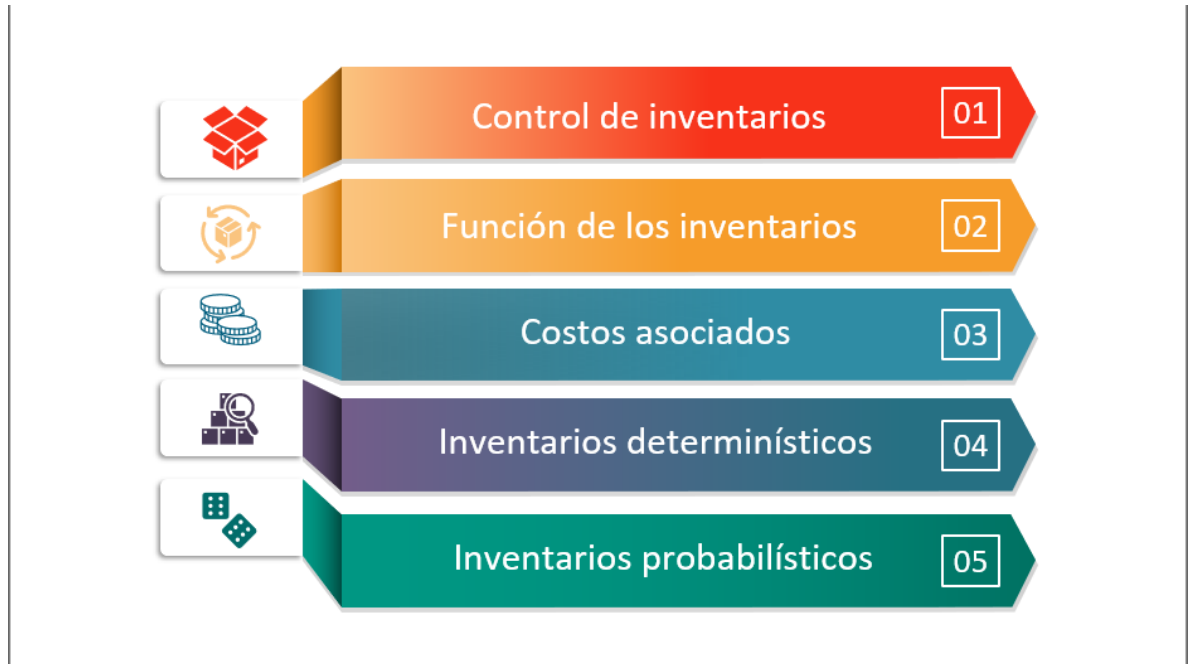 Control de inventarios 01
Función de los inventarios 02
Costos asociados 03
Inventarios determinísticos 04
Inventarios probabilísticos 05